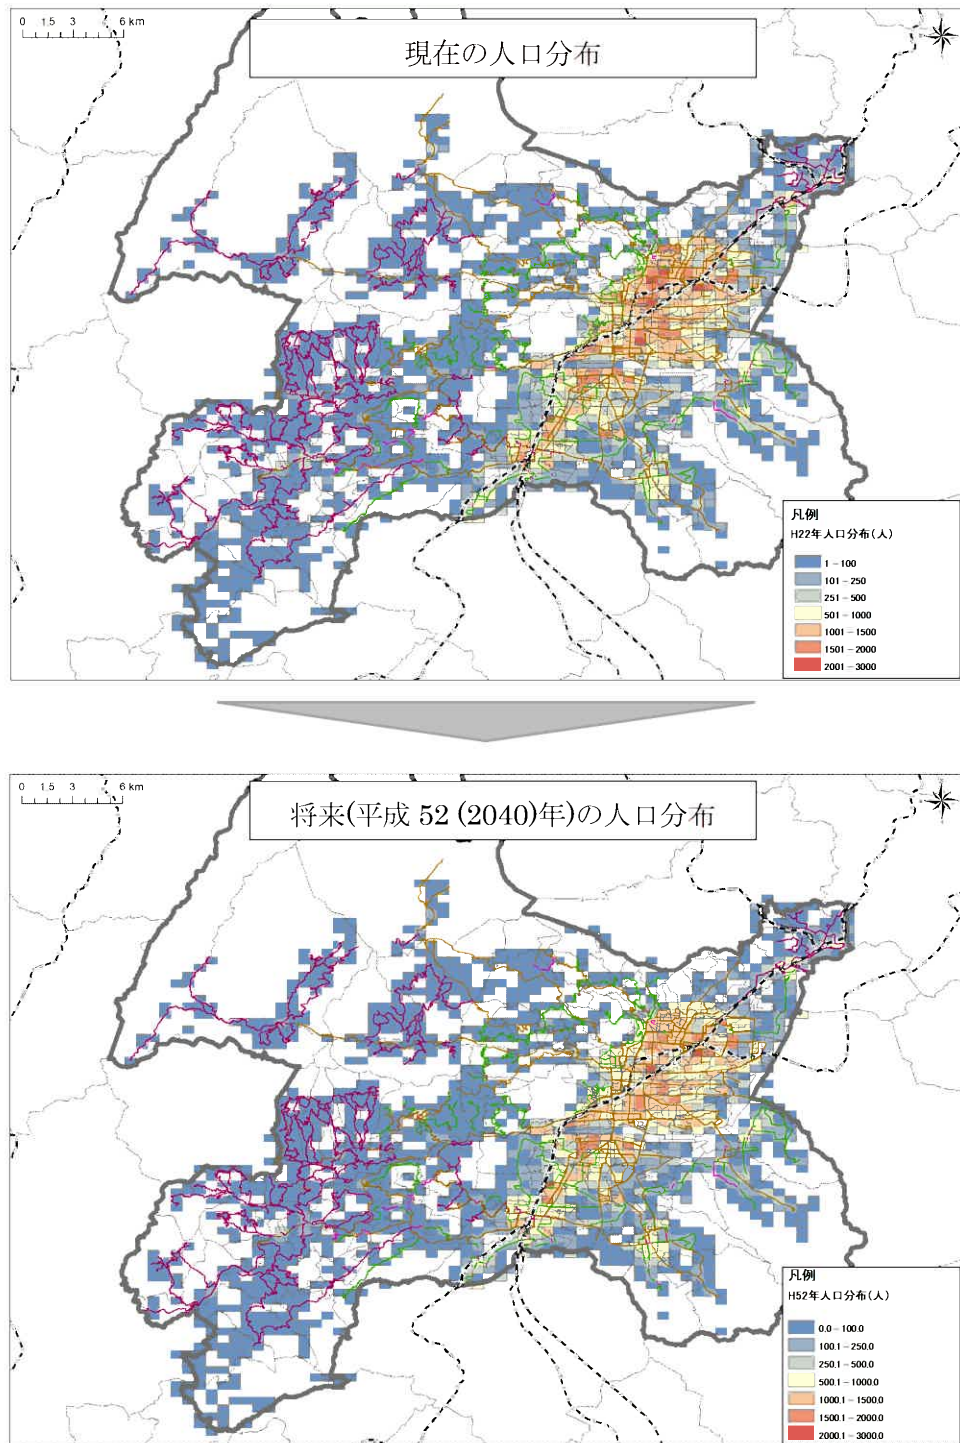 0 1.5 3 6 km
現在の人口分布
凡例
H22年人口分布(人)
1 - 100
101 - 250
251 - 500
501 - 1000
1001 - 1500
1501 - 2000
2001 - 3000
0 1.5 3 6 km
将来(平成 52 (2040)年)の人口分布
凡例
H52年人口分布(人)
0.0 - 100.0
100.1 - 250.0
250.1 - 500.0
500.1 - 1000.0
1000.1 - 1500.0
1500.1 - 2000.0
2000.1 - 3000.0